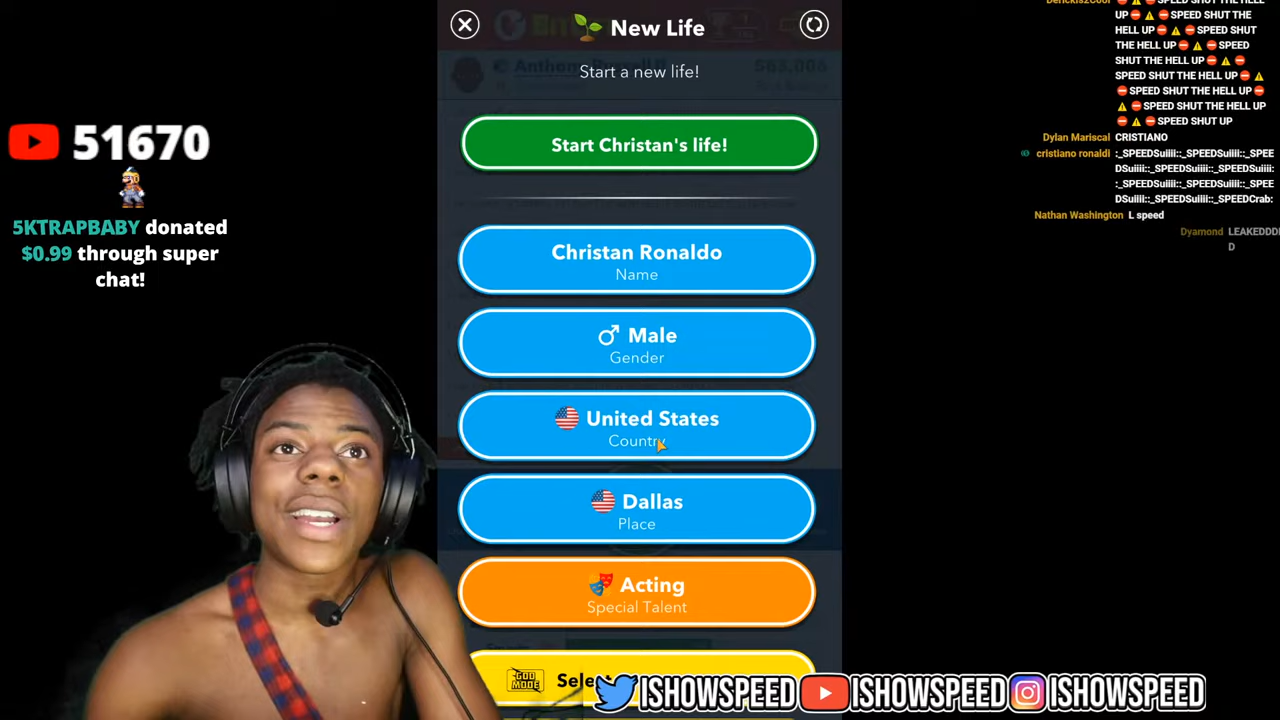 51670
5KTRAPBABY donated
$0.99 through super
chat!
New Life
Start a new life!
Start Christan's life!
Christan Ronaldo
Name
Male
Gender
United States
Country
Dallas
Place
Acting
Special Talent
GOD
MODE
ISHOWSPEED ISHOWSPEED ISHOWSPEED
SPEED SHUT THE HELL
UP SPEED SHUT THE
HELL UP SPEED SHUT
THE HELL UP SPEED
SHUT THE HELL UP
SPEED SHUT THE HELL UP
SPEED SHUT THE HELL UP
SPEED SHUT THE HELL UP
SPEED SHUT UP
Dylan Mariscal CRISTIANO
cristiano ronaldi :_SPEEDSuiiii::_SPEEDSuiiii::_SPEE
DSuiiii::_SPEEDSuiiii::_SPEEDSuiiii:
:_SPEEDSuiiii::_SPEEDSuiiii::_SPEE
DSuiiii::_SPEEDSuiiii::_SPEEDCrab:
Nathan Washington L speed
Dyamond LEAKEDDD
D